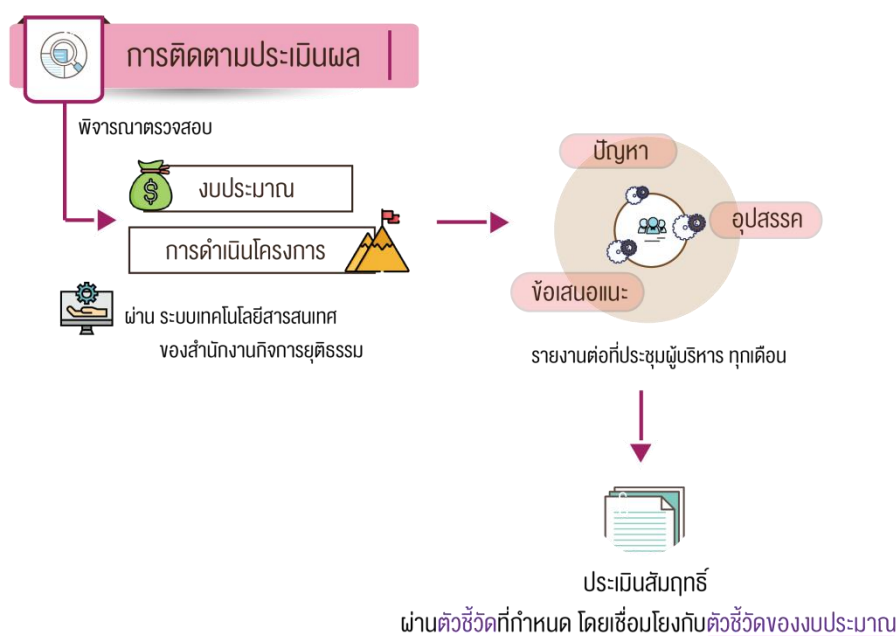 การติดตามประเมินผล
พิจารณาตรวจสอบ
งบประมาณ
การดำเนินโครงการ
ผ่าน ระบบเทคโนโลยีสารสนเทศ
ของสำนักงานกิจการยุติธรรม
ปัญหา
อุปสรรค
ข้อเสนอแนะ
รายงานต่อที่ประชุมผู้บริหาร ทุกเดือน
ประเมินสัมฤทธิ์
ผ่านตัวชี้วัดที่กำหนด โดยเชื่อมโยงกับตัวชี้วัดของงบประมาณ